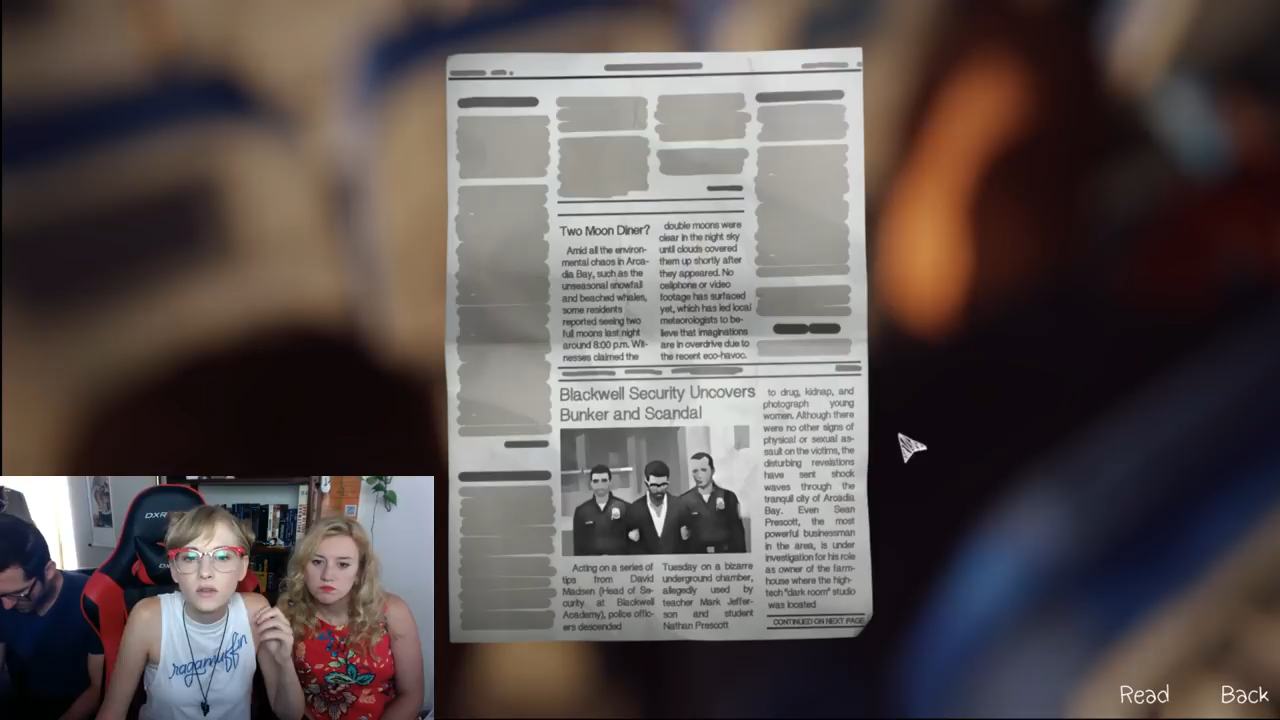 Two Moon Diner?
Amid all the environ-
mental chaos in Arca-
dia Bay, such as the
unseasonal snowfall
and beached whales,
some residents
reported seeing two
full moons last night
around 8:00 p.m. Wit-
nesses claimed the
double moons were
clear in the night sky
until clouds covered
them up shortly after
they appeared. No
cellphone or video
footage has surfaced
yet, which has led local
meteorologists to be-
lieve that imaginations
are in overdrive due to
the recent eco-havoc.
Blackwell Security Uncovers
Bunker and Scandal
Acting on a series of
tips from David
Madsen (Head of Se-
curity at Blackwell
Academy), police offic-
ers descended
Tuesday on a bizarre
underground chamber,
allegedly used by
teacher Mark Jeffer-
son and student
Nathan Prescott
to drug, kidnap, and
photograph young
women. Although there
were no other signs of
physical or sexual as-
sault on the victims, the
disturbing revelations
have sent shock
waves through the
tranquil city of Arcadia
Bay. Even Sean
Prescott, the most
powerful businessman
in the area, is under
investigation for his role
as owner of the farm-
house where the high-
tech "dark room" studio
was located
CONTINUED ON NEXT PAGE
DXR
ragamuffin
Read
Back